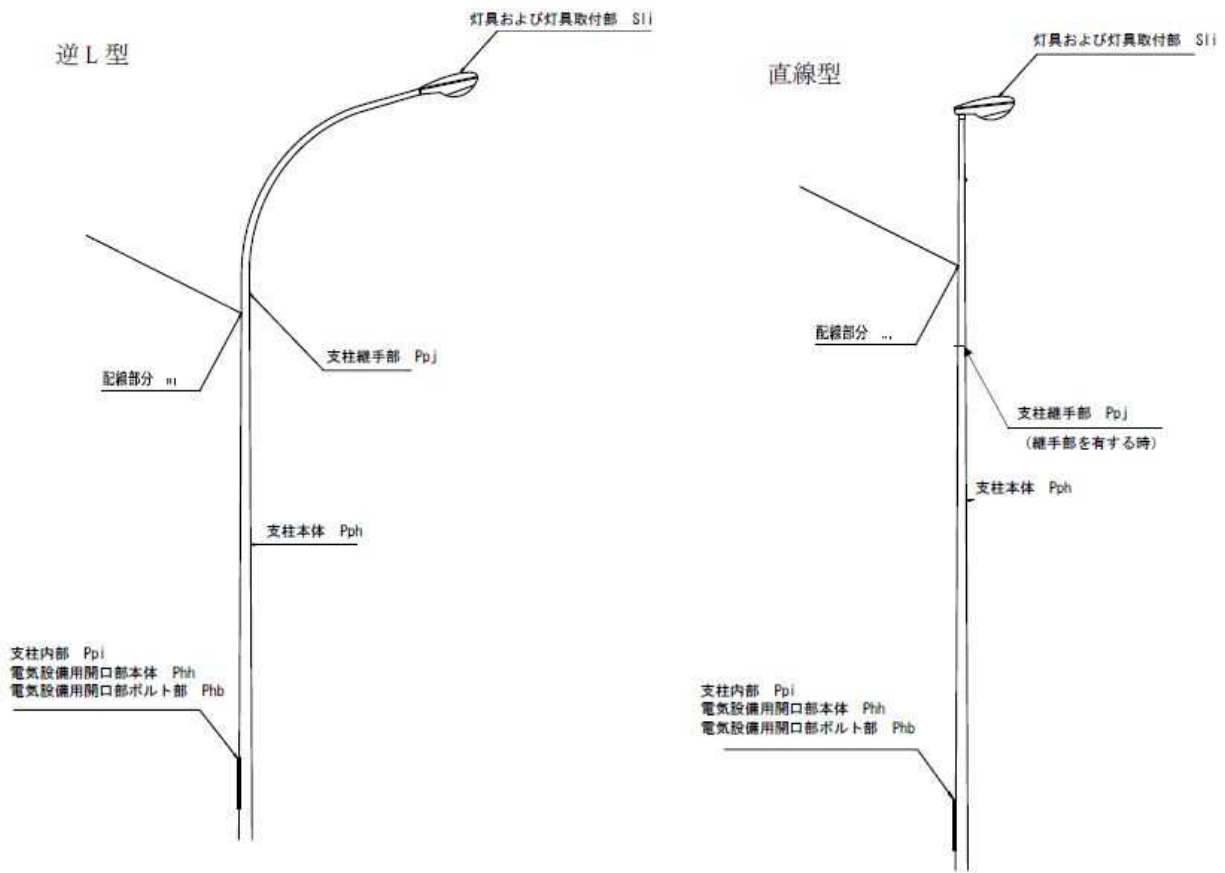 逆L型
灯具および灯具取付部 Sli
配線部分
支柱継手部 Ppj
支柱本体 Pph
支柱内部 Ppi
電気設備用開口部本体 Phh
電気設備用開口部ボルト部 Phb
直線型
灯具および灯具取付部 Sli
配線部分
支柱継手部 Ppj
(継手部を有する時)
支柱本体 Pph
支柱内部 Ppi
電気設備用開口部本体 Phh
電気設備用開口部ボルト部 Phb